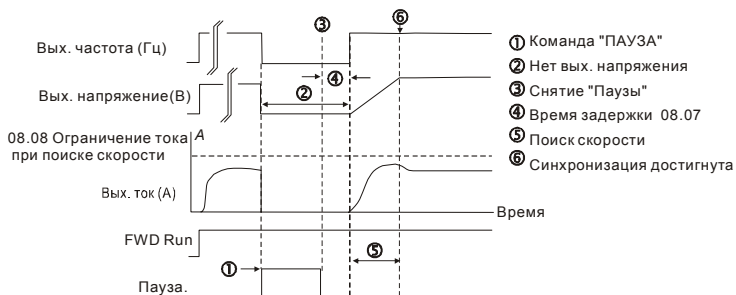 ③
⑥
Вых. частота (Гц)
④
②
Вых. напряжение(В)
08.08 Ограничение тока А
при поиске скорости
Вых. ток (А)
Время
FWD Run
⑤
①
Пауза.
① Команда "ПАУЗА"
② Нет вых. напряжения
③ Снятие "Паузы"
④ Время задержки 08.07
⑤ Поиск скорости
⑥ Синхронизация достигнута